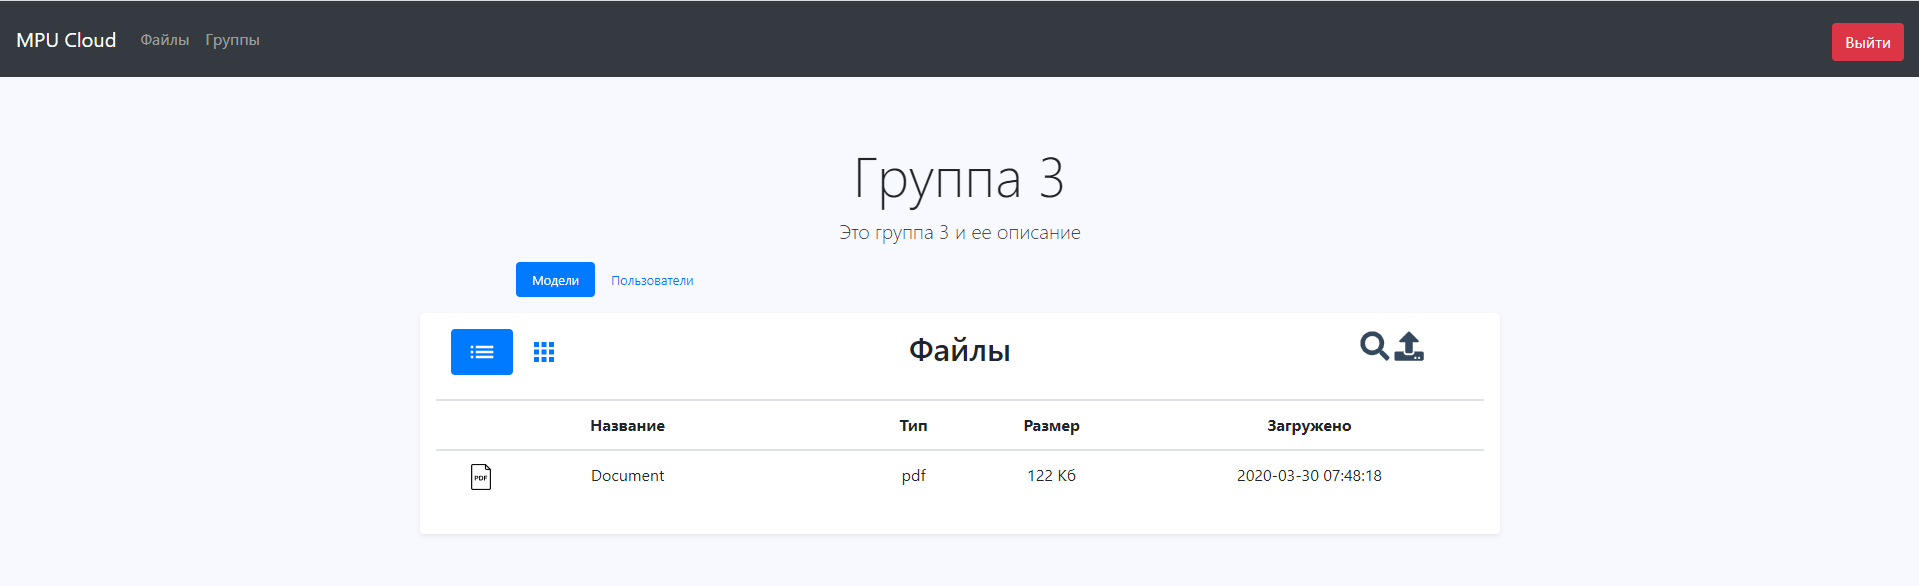 MPU Cloud Файлы Группы Выйти
Группа 3
Это группа 3 и ее описание
Модели Пользователи
Файлы
Название Тип Размер Загружено
PDF Document pdf 122 Кб 2020-03-30 07:48:18